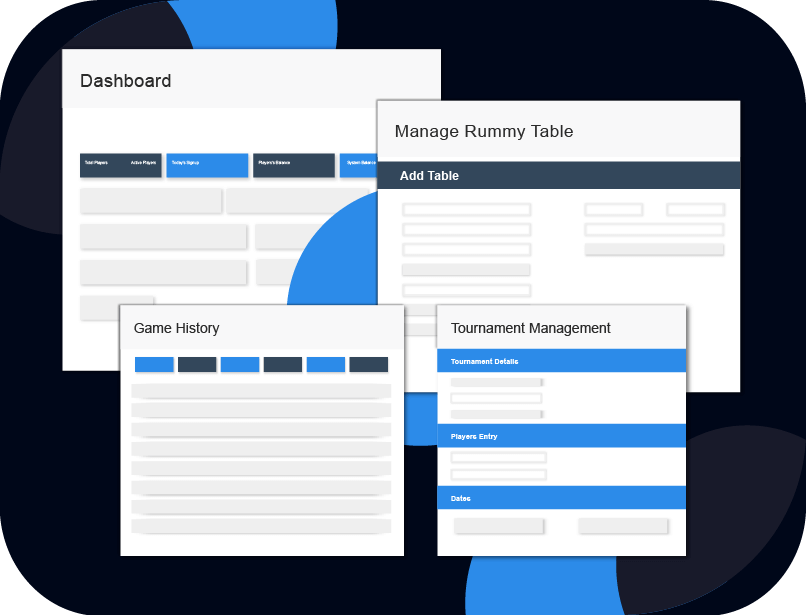 Dashboard
Total Players Active Players Today's Signup Player's Balance System Balance
Manage Rummy Table
Add Table
Game History
Tournament Management
Tournament Details
Players Entry
Dates